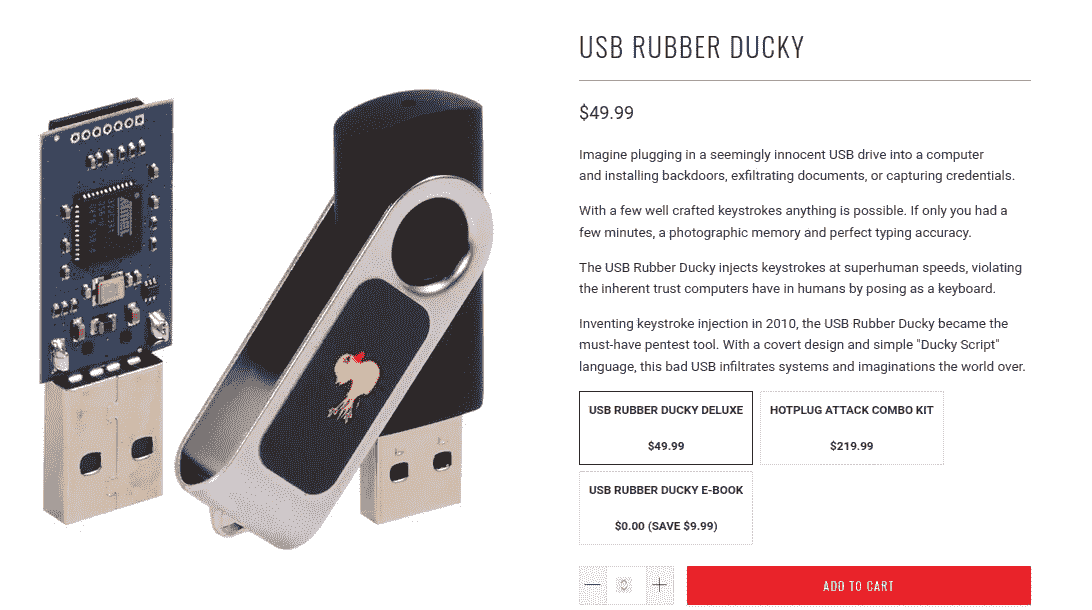 USB RUBBER DUCKY
$49.99
Imagine plugging in a seemingly innocent USB drive into a computer
and installing backdoors, exfiltrating documents, or capturing credentials.
With a few well crafted keystrokes anything is possible. If only you had a
few minutes, a photographic memory and perfect typing accuracy.
The USB Rubber Ducky injects keystrokes at superhuman speeds, violating
the inherent trust computers have in humans by posing as a keyboard.
Inventing keystroke injection in 2010, the USB Rubber Ducky became the
must-have pentest tool. With a covert design and simple "Ducky Script"
language, this bad USB infiltrates systems and imaginations the world over.
USB RUBBER DUCKY DELUXE
$49.99
HOTPLUG ATTACK COMBO KIT
$219.99
USB RUBBER DUCKY E-BOOK
$0.00 (SAVE $9.99)
ADD TO CART